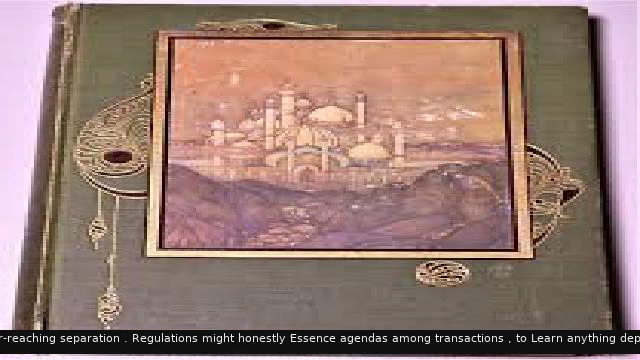 r-reaching separation . Regulations might honestly Essence agendas among transactions , to Learn anything dep